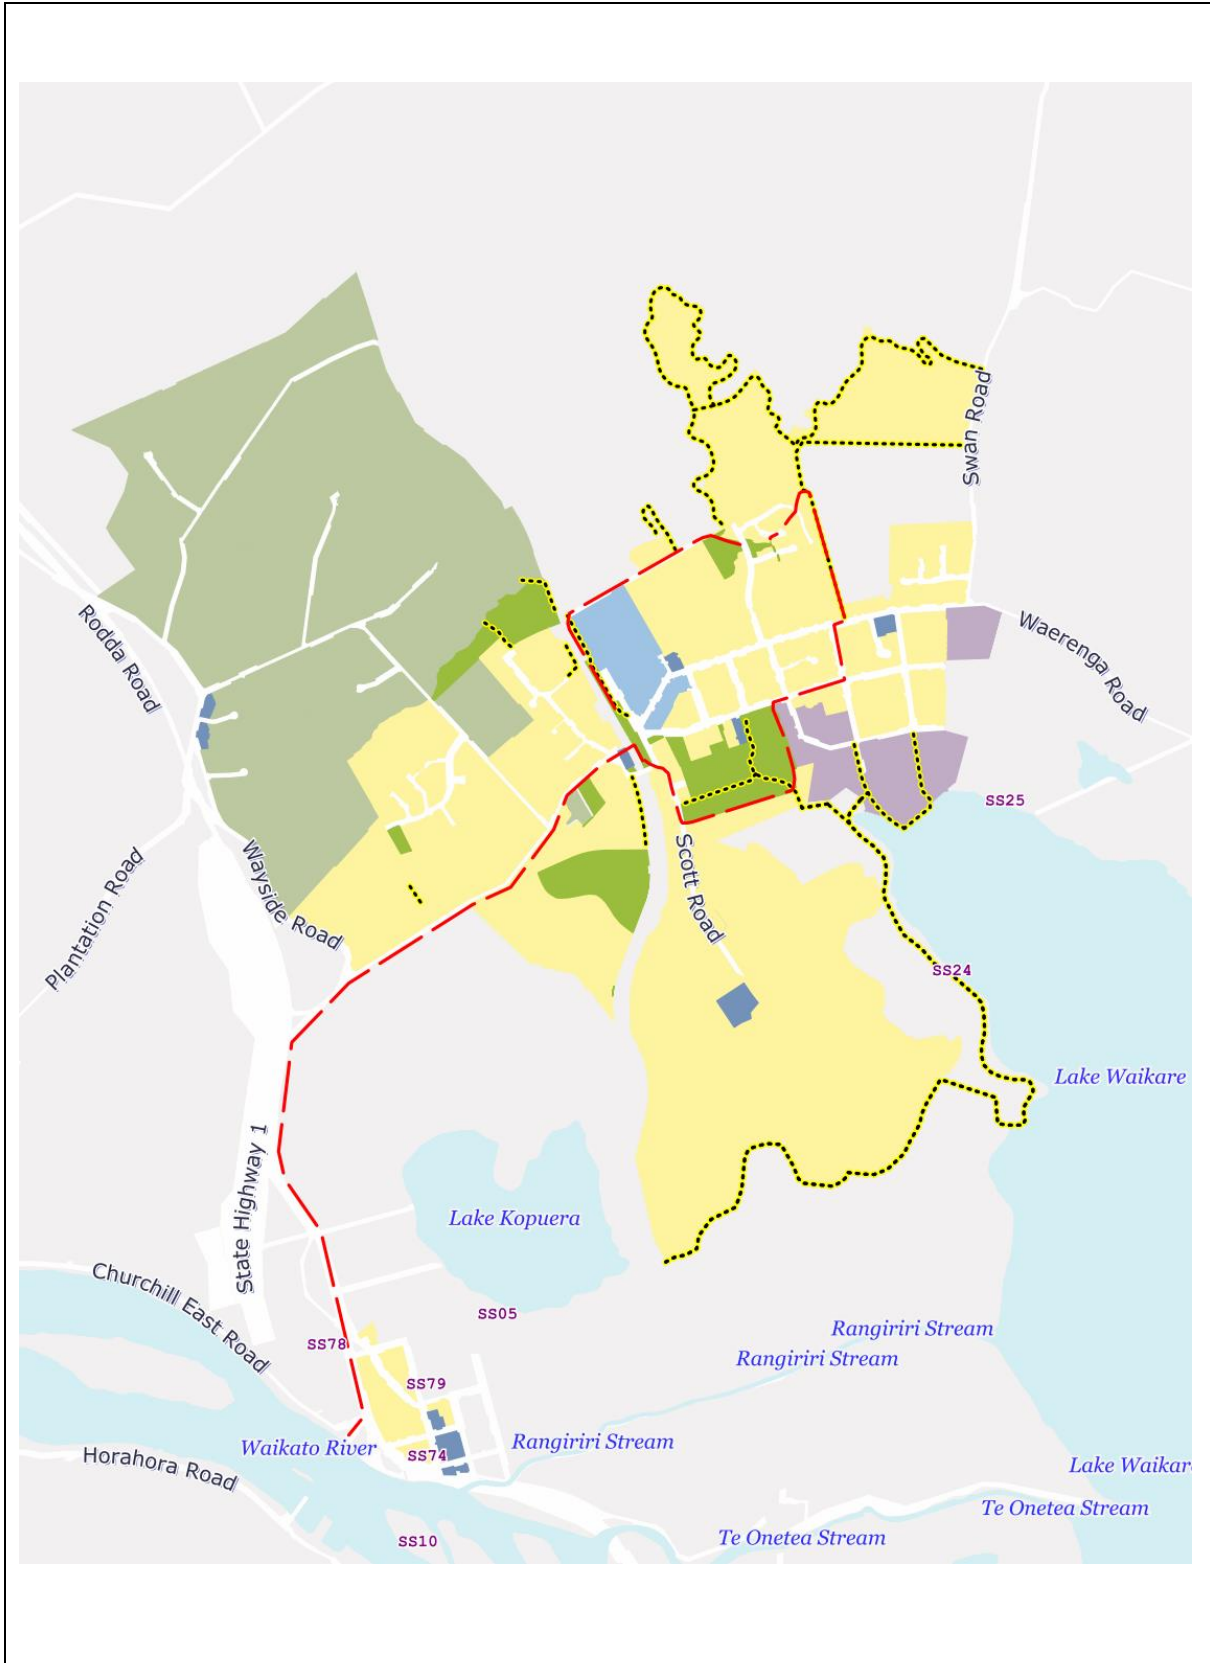 Swan Road
Rodda Road
Waerenga Road
SS25
Plantation Road
Wayside Road
Scott Road
SS24
Lake Waikare
State Highway 1
Lake Kopuera
Churchill East Road
SS05
Rangiriri Stream
SS78
Rangiriri Stream
SS79
Waikato River
Rangiriri Stream
SS74
Horahora Road
Lake Waikar
Te Onetea Stream
SS10
Te Onetea Stream